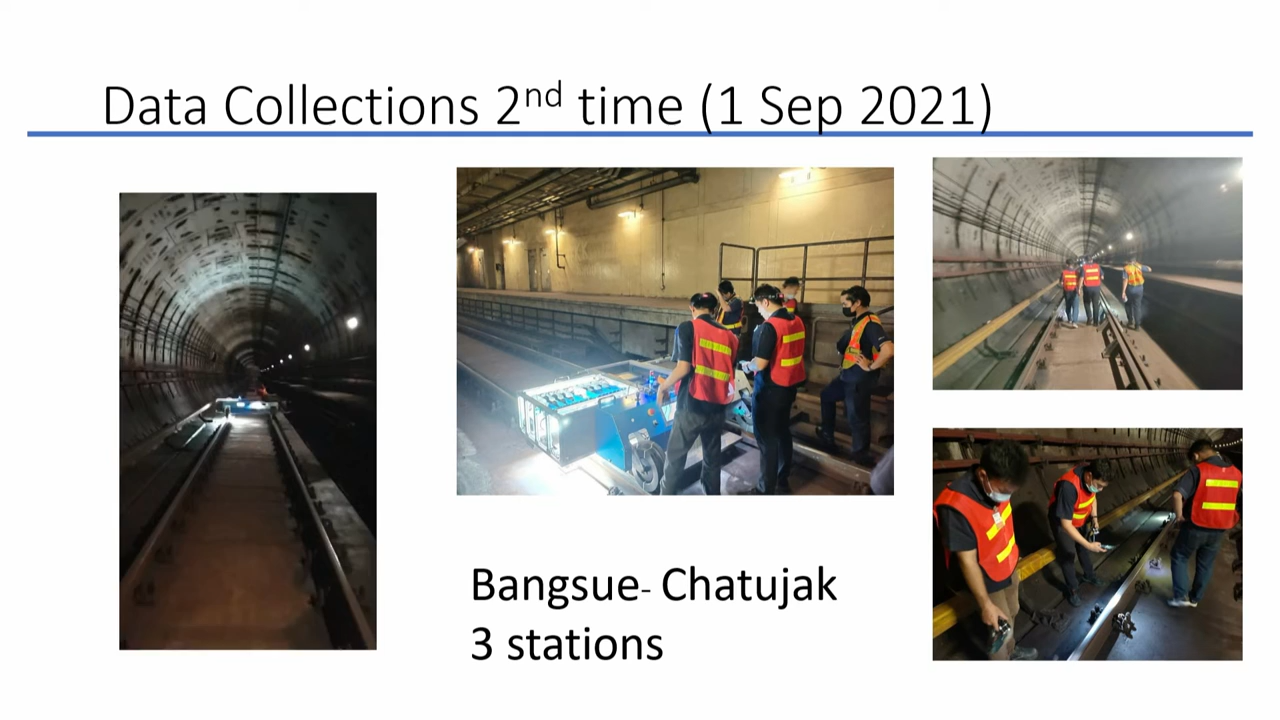 Data Collections 2nd time (1 Sep 2021)
Bangsue- Chatujak
3 stations